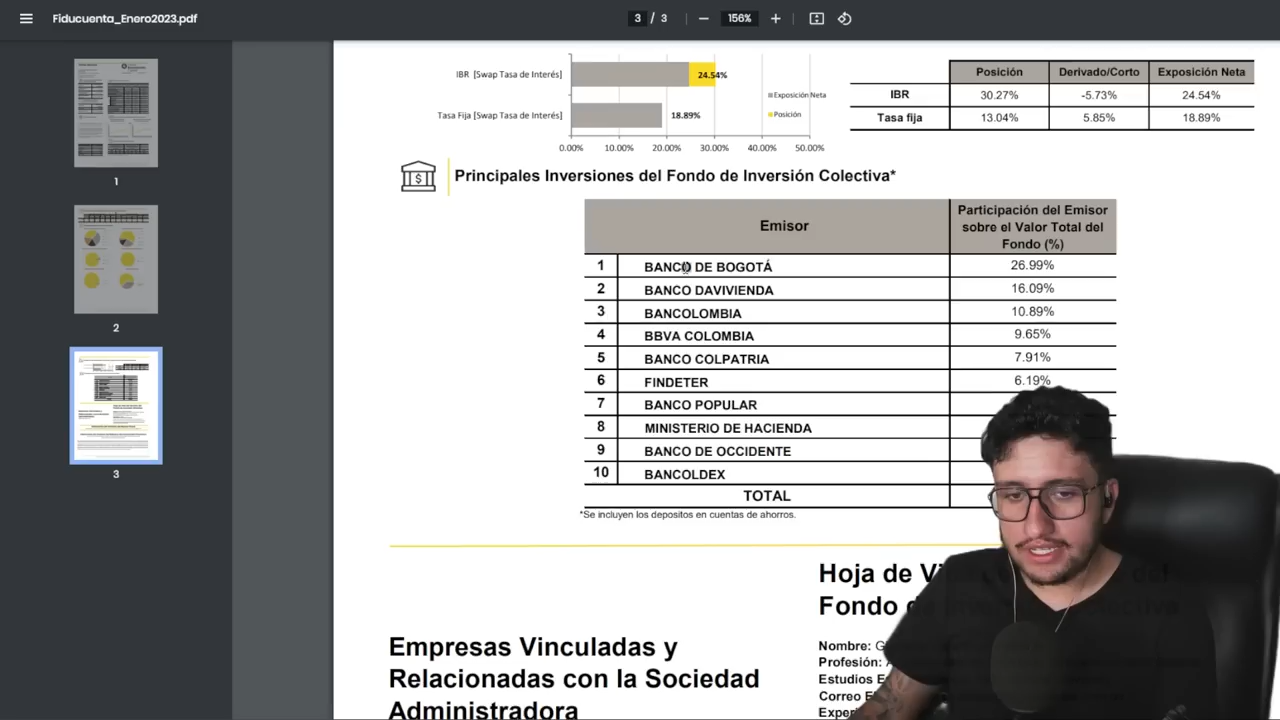 Fiducuenta_Enero2023.pdf
3 / 3
156%
1
2
3
IBR [Swap Tasa de Interés]
24.54%
Tasa Fija [Swap Tasa de Interés]
18.89%
Exposición Neta
Posición
0.00% 10.00% 20.00% 30.00% 40.00% 50.00%
Posición Derivado/Corto Exposición Neta
IBR 30.27% -5.73% 24.54%
Tasa fija 13.04% 5.85% 18.89%
Principales Inversiones del Fondo de Inversión Colectiva*
Emisor
Participación del Emisor
sobre el Valor Total del
Fondo (%)
1 BANCO DE BOGOTÁ 26.99%
2 BANCO DAVIVIENDA 16.09%
3 BANCOLOMBIA 10.89%
4 BBVA COLOMBIA 9.65%
5 BANCO COLPATRIA 7.91%
6 FINDETER 6.19%
7 BANCO POPULAR
8 MINISTERIO DE HACIENDA
9 BANCO DE OCCIDENTE
10 BANCOLDEX
TOTAL
*Se incluyen los depositos en cuentas de ahorros.
Empresas Vinculadas y
Relacionadas con la Sociedad
Administradora
Hoja de
Fondo
Nombre:
Profesión:
Estudios
Correo